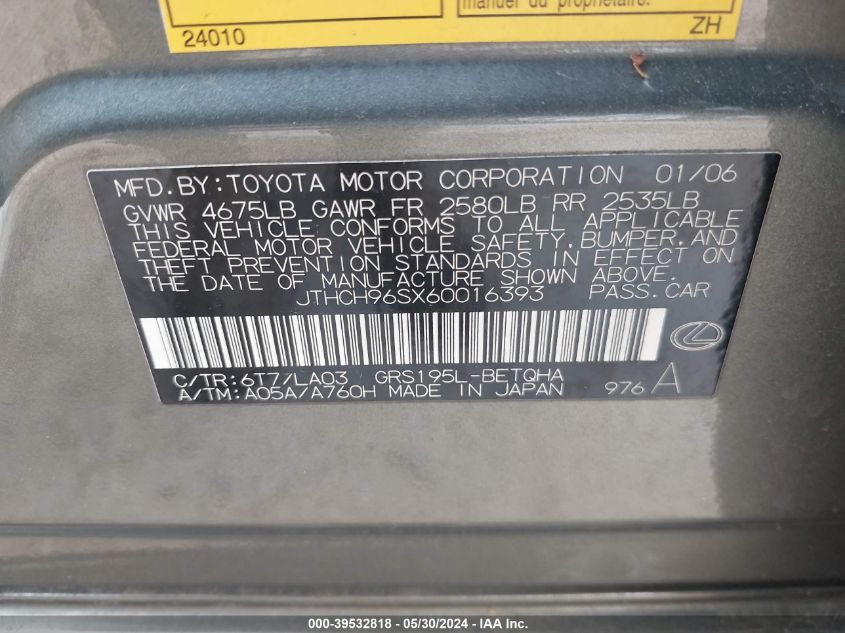 manuel du propriétaire.
24010 ZH
MFD. BY: TOYOTA MOTOR CORPORATION 01/06
GVWR 4675LB GAWR FR 2580LB RR 2535LB
THIS VEHICLE CONFORMS TO ALL APPLICABLE
FEDERAL MOTOR VEHICLE SAFETY, BUMPER, AND
THEFT PREVENTION STANDARDS IN EFFECT ON
THE DATE OF MANUFACTURE SHOWN ABOVE.
JTHCH96SX60016393 PASS. CAR
C/TR: 6T7/LA03 GRS195L-BETQHA
A/TM: A05A/A760H MADE IN JAPAN 976 A
000-39532818 - 05/30/2024 - IAA Inc.